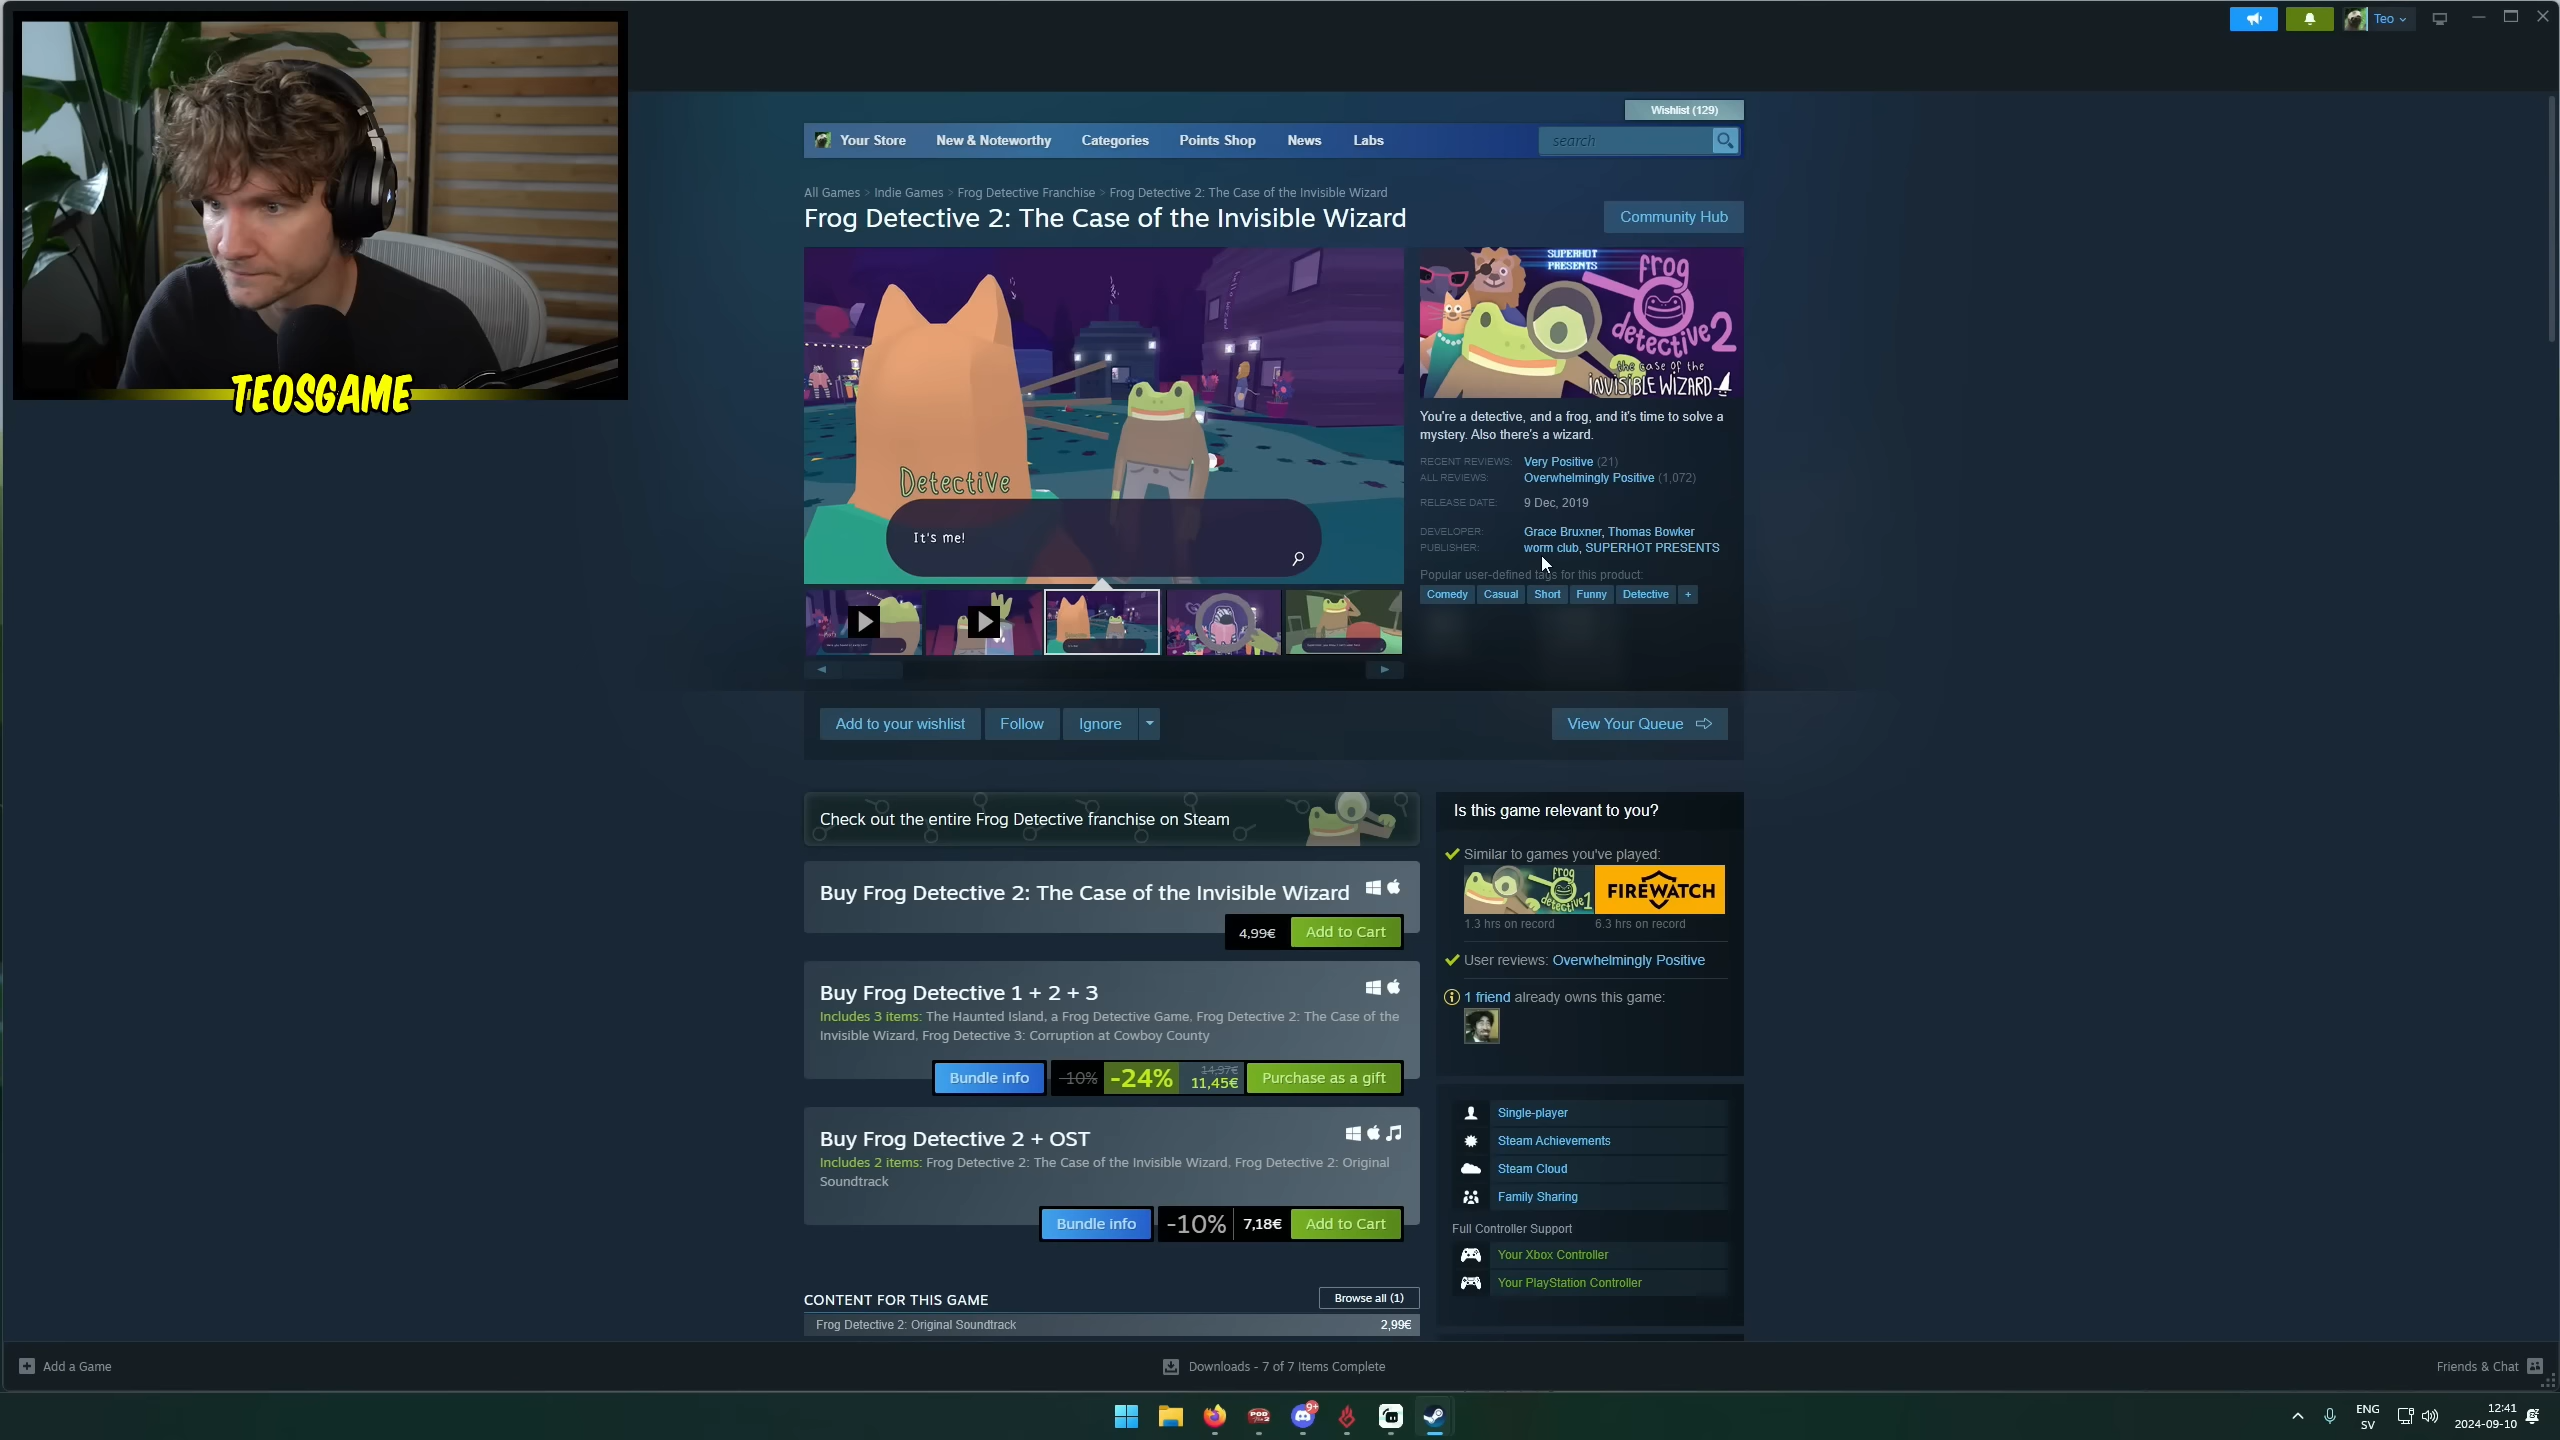 Teo
TEOSGAME
Wishlist (129)
Your Store
New & Noteworthy
Categories
Points Shop
News
Labs
search
All Games > Indie Games > Frog Detective Franchise > Frog Detective 2: The Case of the Invisible Wizard
Frog Detective 2: The Case of the Invisible Wizard
Community Hub
Detective
It's me!
SUPERHOT
PRESENTS
frog
detective 2
the case of the
INVISIBLE WIZARD
You're a detective, and a frog, and it's time to solve a
mystery. Also there's a wizard.
RECENT REVIEWS: Very Positive (21)
ALL REVIEWS: Overwhelmingly Positive (1,072)
RELEASE DATE: 9 Dec, 2019
DEVELOPER: Grace Bruxner, Thomas Bowker
PUBLISHER: worm club, SUPERHOT PRESENTS
Popular user-defined tags for this product:
Comedy Casual Short Funny Detective +
Add to your wishlist
Follow
Ignore
View Your Queue
Check out the entire Frog Detective franchise on Steam
Buy Frog Detective 2: The Case of the Invisible Wizard
4,99€ Add to Cart
Buy Frog Detective 1 + 2 + 3
Includes 3 items: The Haunted Island, a Frog Detective Game, Frog Detective 2: The Case of the
Invisible Wizard, Frog Detective 3: Corruption at Cowboy County
Bundle info -10% -24% 14,97€ 11,45€ Purchase as a gift
Buy Frog Detective 2 + OST
Includes 2 items: Frog Detective 2: The Case of the Invisible Wizard, Frog Detective 2: Original
Soundtrack
Bundle info -10% 7,18€ Add to Cart
CONTENT FOR THIS GAME
Browse all (1)
Frog Detective 2: Original Soundtrack 2,99€
Is this game relevant to you?
Similar to games you've played:
frog
detective 1
FIREWATCH
1.3 hrs on record 6.3 hrs on record
User reviews: Overwhelmingly Positive
1 friend already owns this game:
Single-player
Steam Achievements
Steam Cloud
Family Sharing
Full Controller Support
Your Xbox Controller
Your PlayStation Controller
Add a Game
Downloads - 7 of 7 Items Complete
Friends & Chat
POD
9+
ENG
SV
12:41
2024-09-10